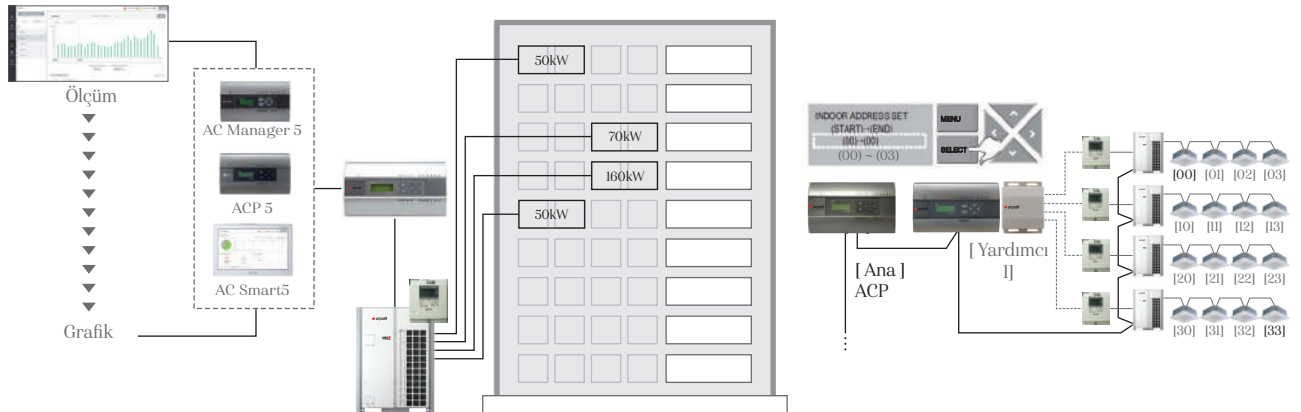 Ölçüm
Grafik
AC Manager 5
ACP 5
AC Smart5
50kW
70kW
160kW
50kW
INDOOR ADDRESS SET
(START)→(END)
(00)→(00)
(00) ~ (03)
MENU
SELECT
[ Ana ]
ACP
[ Yardımcı
1]
[00] [01] [02] [03]
[10] [11] [12] [13]
[20] [21] [22] [23]
[30] [31] [32] [33]